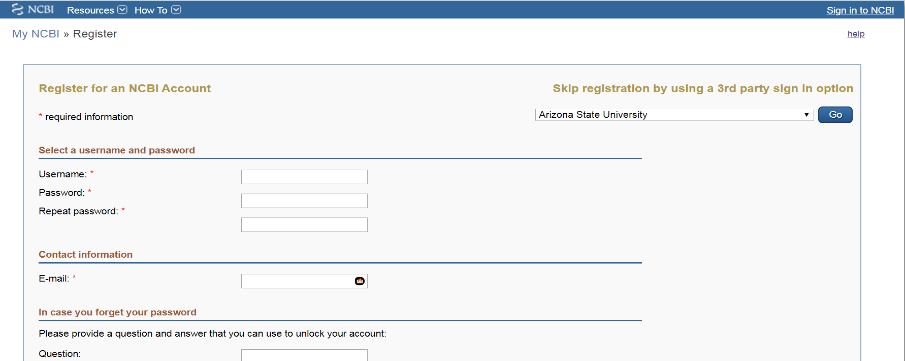 NCBI Resources How To Sign in to NCBI
My NCBI » Register help
Register for an NCBI Account Skip registration by using a 3rd party sign in option
* required information Arizona State University Go
Select a username and password
Username: *
Password: *
Repeat password: *
Contact information
E-mail: *
In case you forget your password
Please provide a question and answer that you can use to unlock your account:
Question: